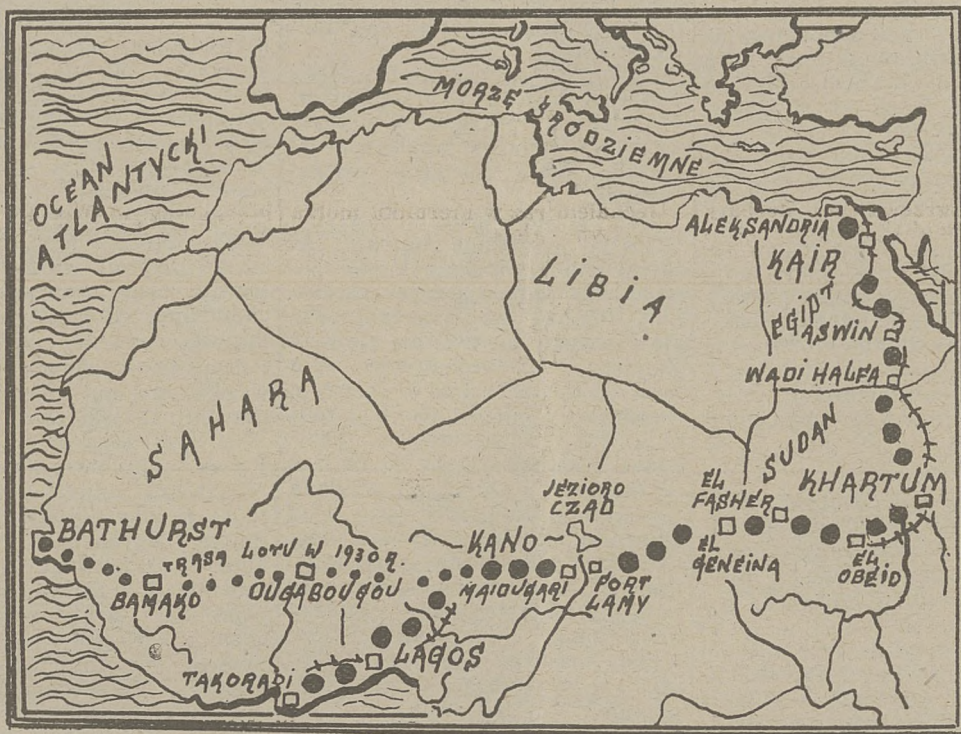 MORZE
ŚRÓDZIEMNE
OCEAN
ATLANTYCKI
A.
ALEKSANDRIA
KAIR
LIBIA
EGIPT
ASWIN
WADI HALFA
SAHARA
SUDAN
KHARTUM
EL
FASHER
JEZIORO
CZAD
BATHURST
TRASA LOTU W 1930 R.
KANO
EL
GENEINA
EL
OBEID
BAMAKO
OUGABOUGOU
MAIDUGARI
PORT
LAMY
LAGOS
TAKORADI